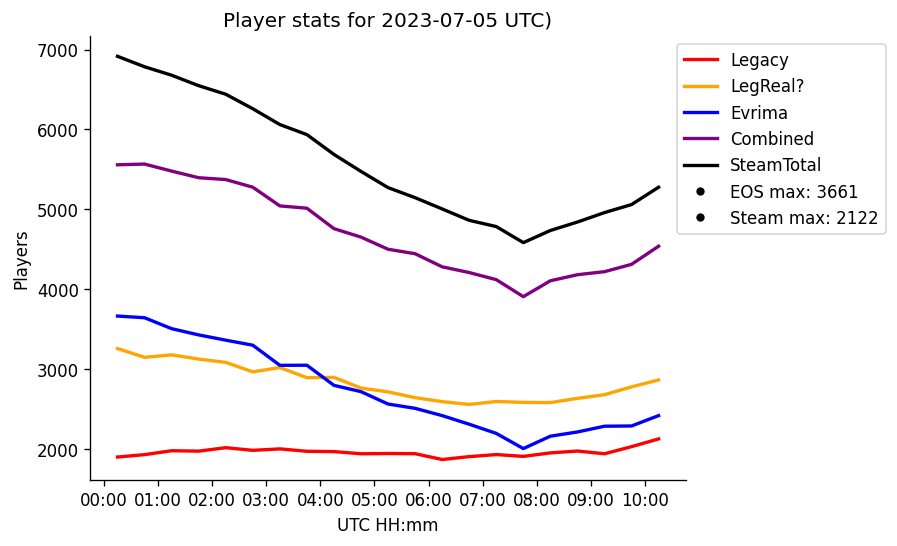 Player stats for 2023-07-05 UTC)
7000
6000
5000
4000
3000
2000
Players
00:00 01:00 02:00 03:00 04:00 05:00 06:00 07:00 08:00 09:00 10:00
UTC HH:mm
Legacy
LegReal?
Evrima
Combined
SteamTotal
EOS max: 3661
Steam max: 2122